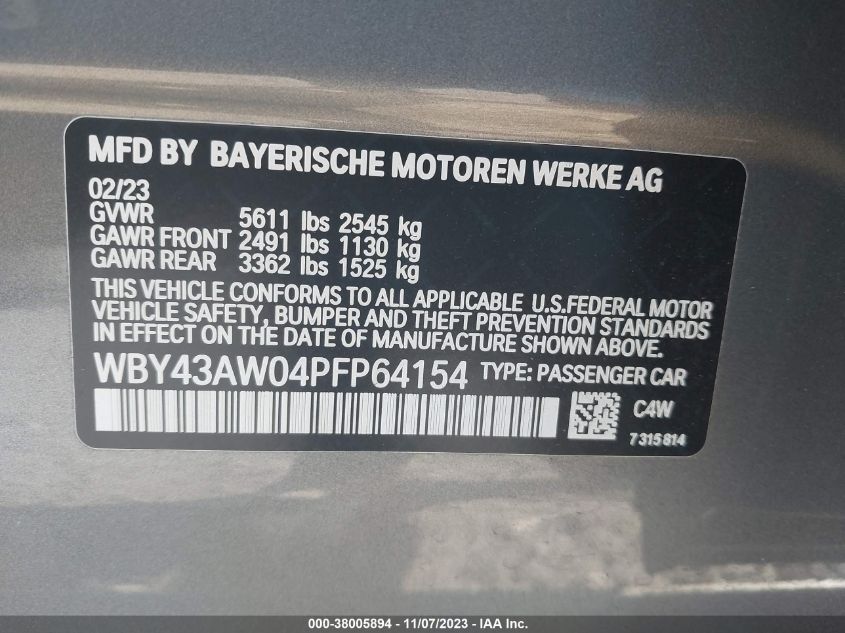 MFD BY BAYERISCHE MOTOREN WERKE AG
02/23
GVWR 5611 lbs 2545 kg
GAWR FRONT 2491 lbs 1130 kg
GAWR REAR 3362 lbs 1525 kg
THIS VEHICLE CONFORMS TO ALL APPLICABLE U.S.FEDERAL MOTOR
VEHICLE SAFETY, BUMPER AND THEFT PREVENTION STANDARDS
IN EFFECT ON THE DATE OF MANUFACTURE SHOWN ABOVE.
WBY43AW04PFP64154 TYPE: PASSENGER CAR
C4W
7315814
000-38005894 - 11/07/2023 - IAA Inc.